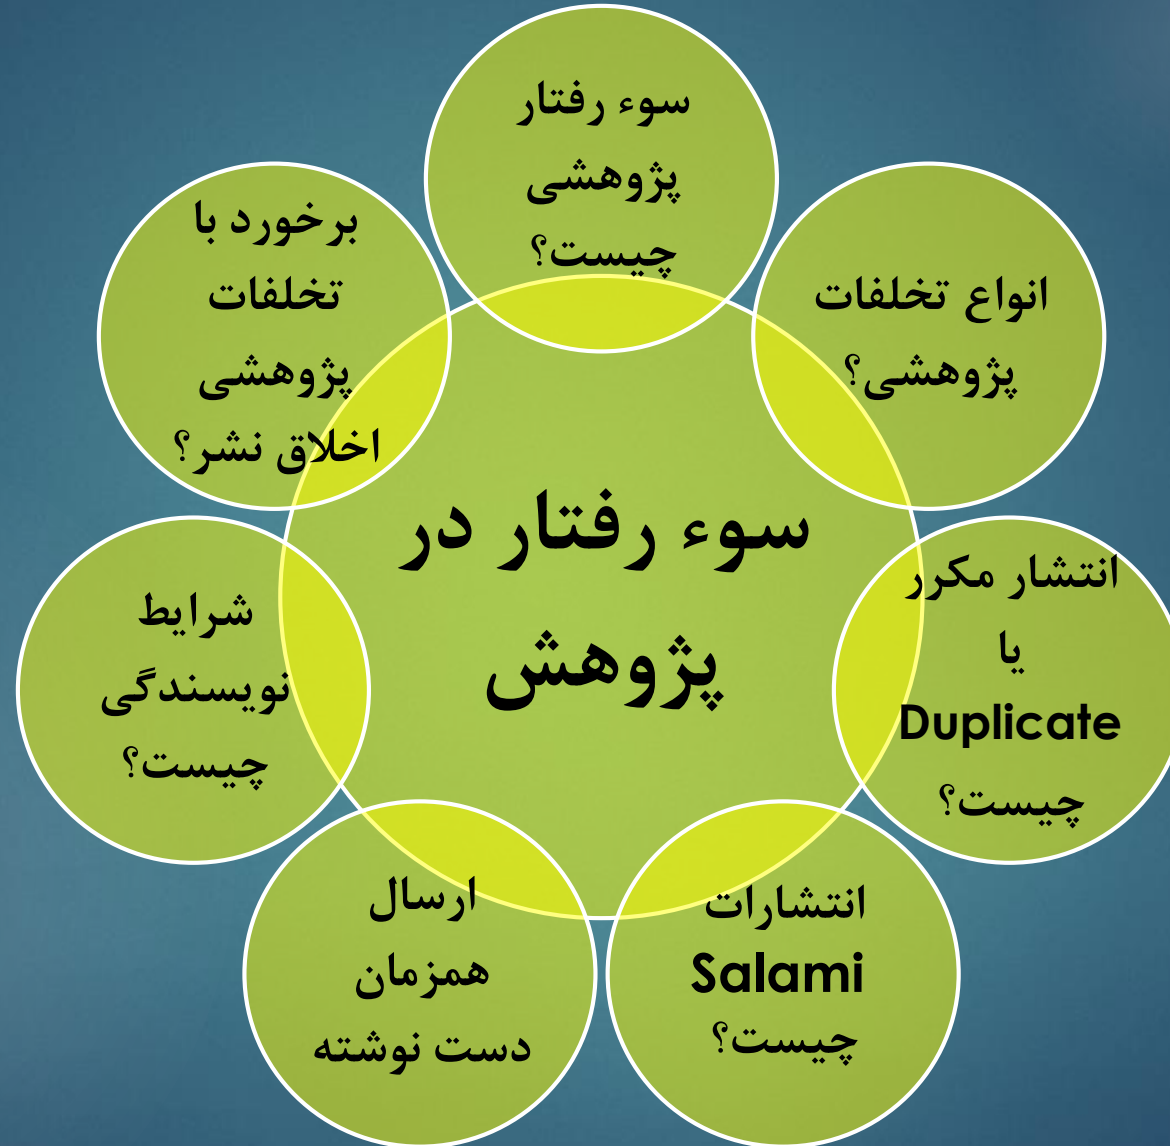 سوء رفتار
پژوهشی
چیست؟
انواع تخلفات
پژوهشی؟
انتشار مکرر
یا
Duplicate
چیست؟
انتشارات
Salami
چیست؟
ارسال
همزمان
دست نوشته
شرایط
نویسندگی
چیست؟
برخورد با
تخلفات
پژوهشی
اخلاق نشر؟
سوء رفتار در
پژوهش